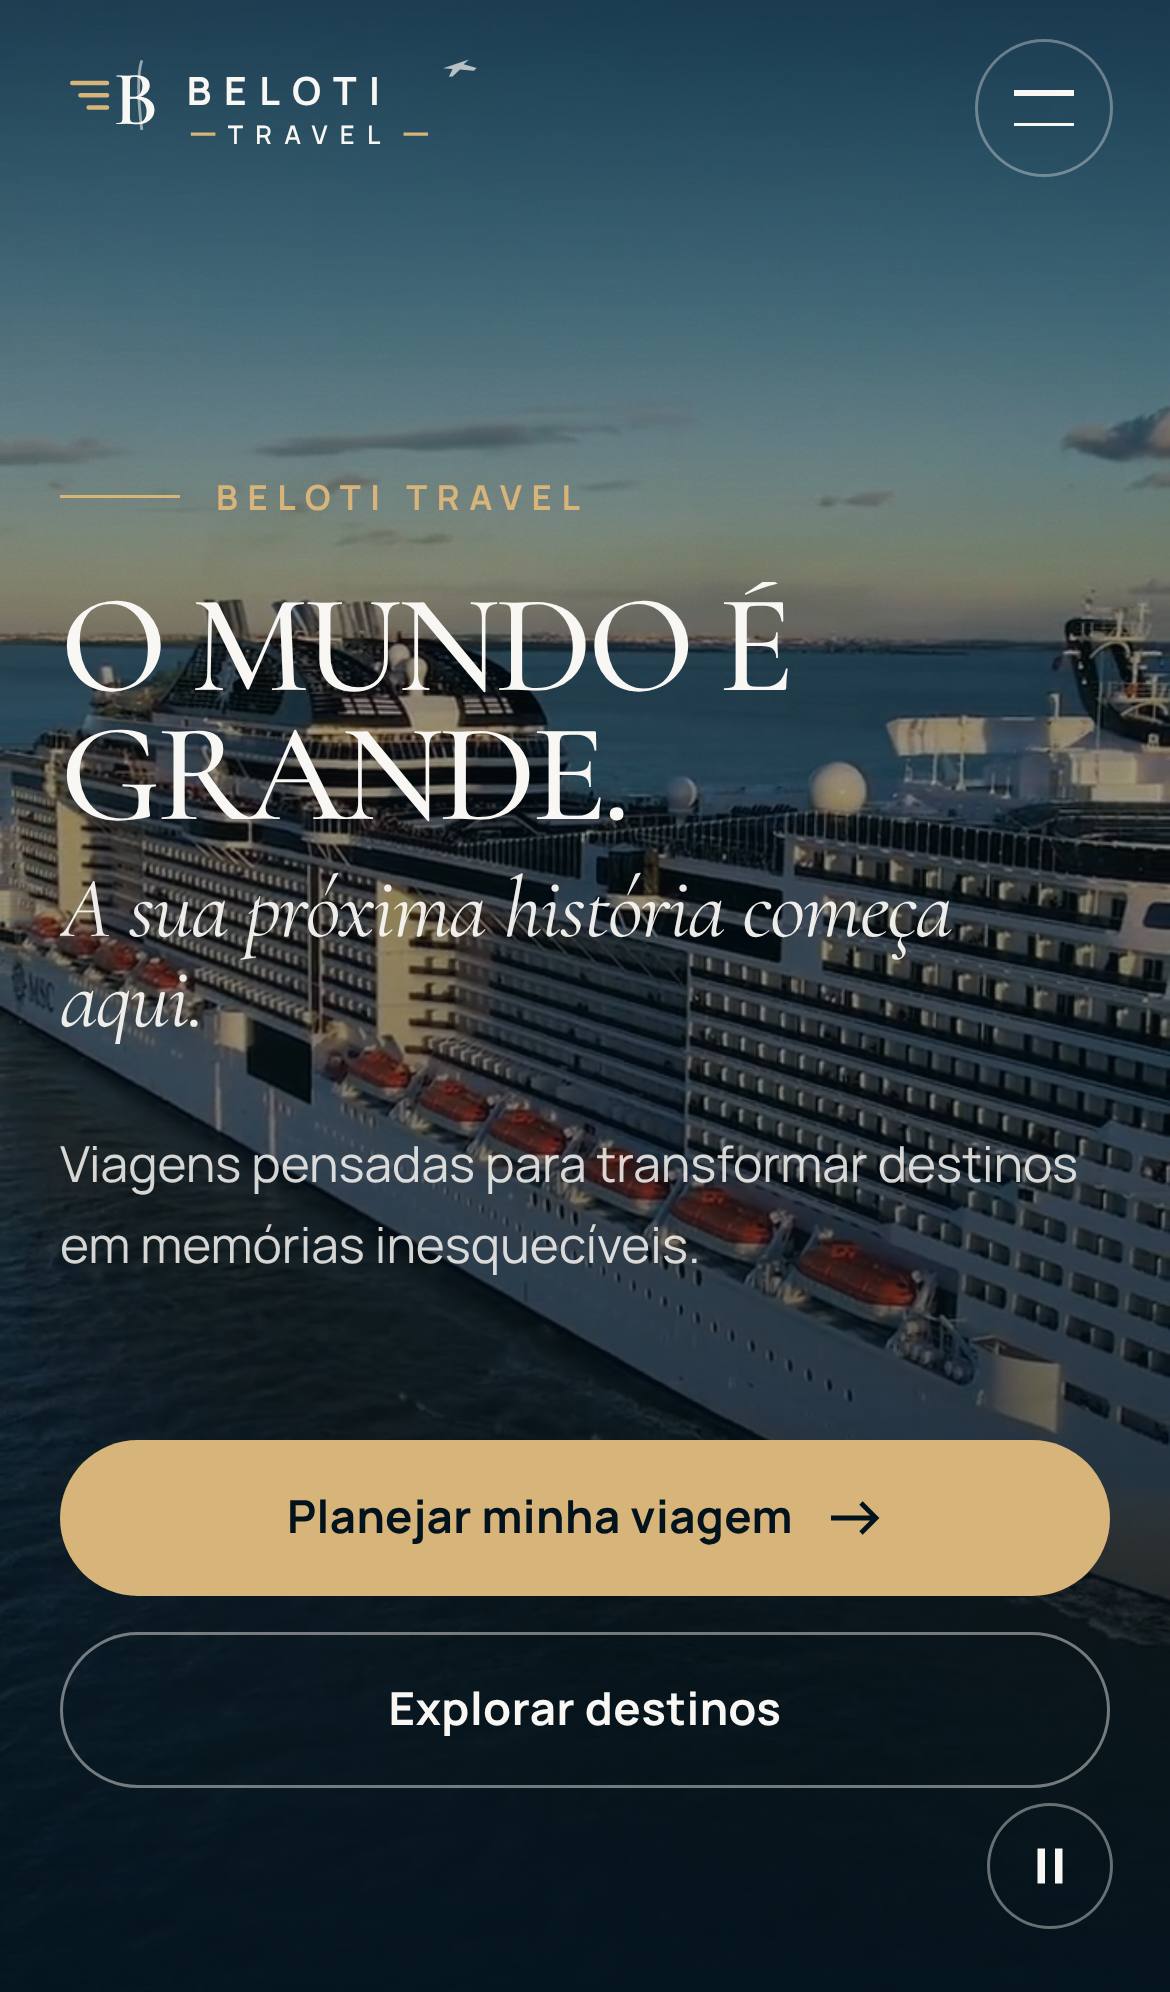 B BELOTI
TRAVEL
BELOTI TRAVEL
O MUNDO É
GRANDE.
A sua próxima história começa
aqui.
MSC
Viagens pensadas para transformar destinos
em memórias inesquecíveis.
Planejar minha viagem →
Explorar destinos